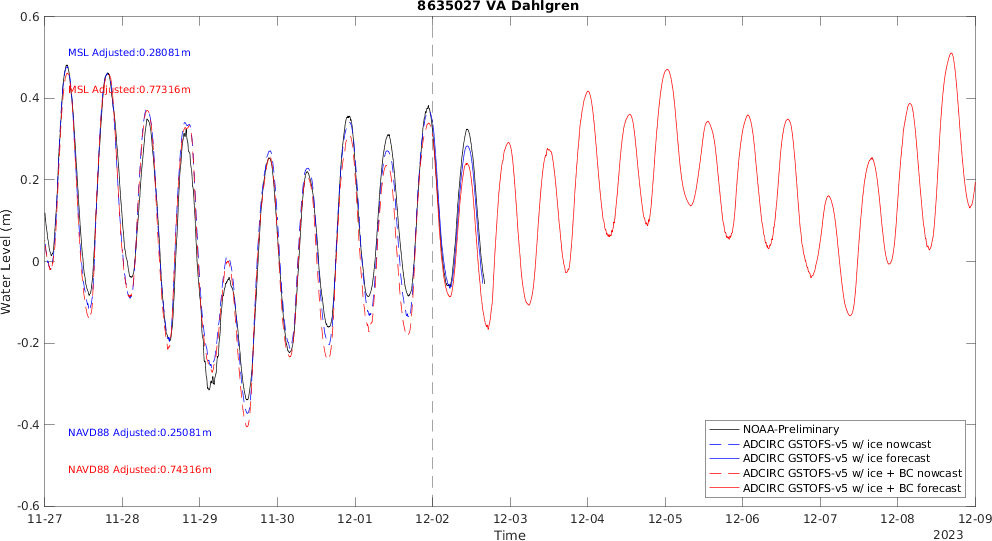 8635027 VA Dahlgren
0.6
0.4
0.2
0
-0.2
-0.4
-0.6
Water Level (m)
MSL Adjusted:0.28081m
MSL Adjusted:0.77316m
NAVD88 Adjusted:0.25081m
NAVD88 Adjusted:0.74316m
NOAA-Preliminary
ADCIRC GSTOFS-v5 w/ ice nowcast
ADCIRC GSTOFS-v5 w/ ice forecast
ADCIRC GSTOFS-v5 w/ ice + BC nowcast
ADCIRC GSTOFS-v5 w/ ice + BC forecast
11-27 11-28 11-29 11-30 12-01 12-02 12-03 12-04 12-05 12-06 12-07 12-08 12-09
Time
2023